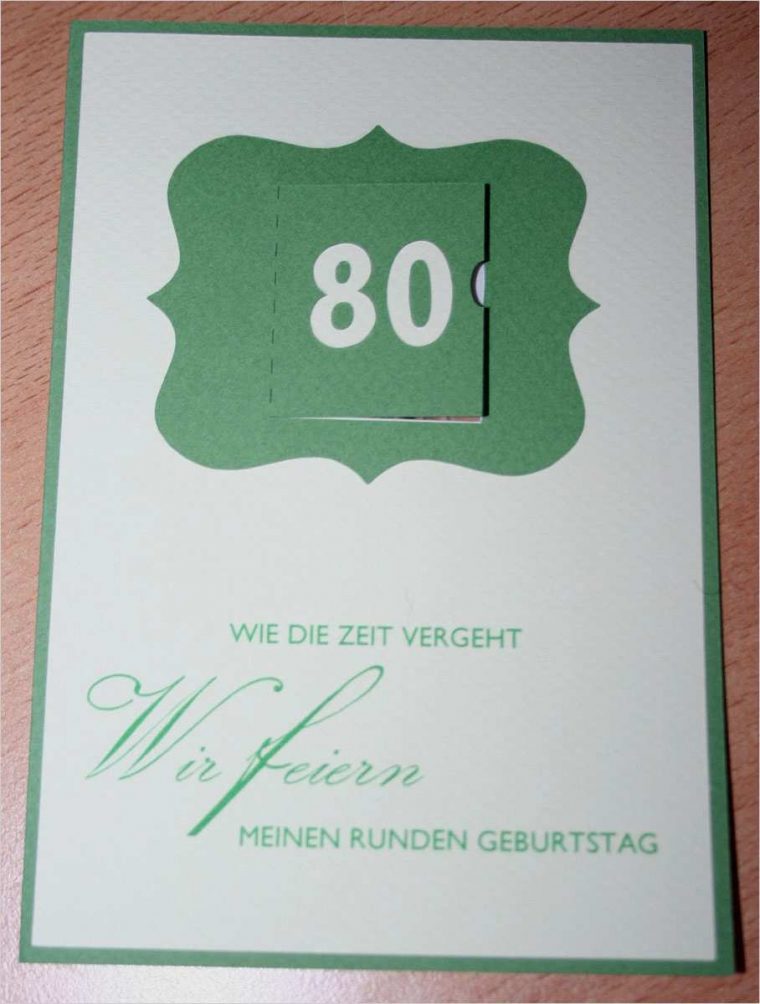 80
WIE DIE ZEIT VERGEHT
Wir feiern
MEINEN RUNDEN GEBURTSTAG